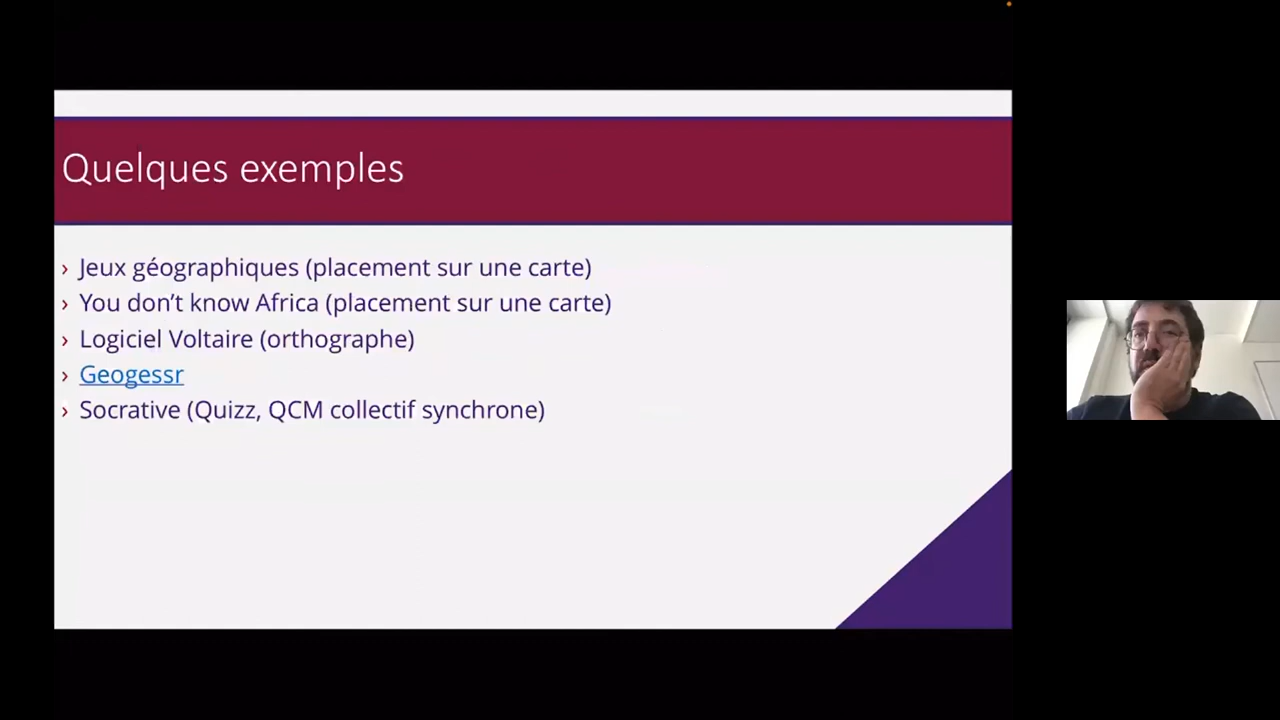 Quelques exemples
› Jeux géographiques (placement sur une carte)
› You don’t know Africa (placement sur une carte)
› Logiciel Voltaire (orthographe)
› Geogessr
› Socrative (Quizz, QCM collectif synchrone)